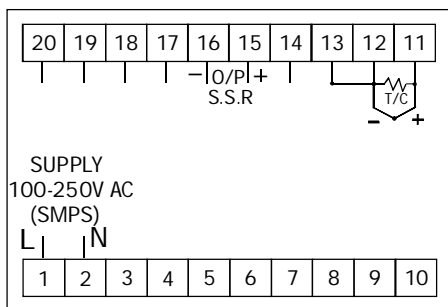 20 19 18 17 16 15 14 13 12 11
− O/P +
S.S.R
T/C
- +
SUPPLY
100-250V AC
(SMPS)
L N
1 2 3 4 5 6 7 8 9 10